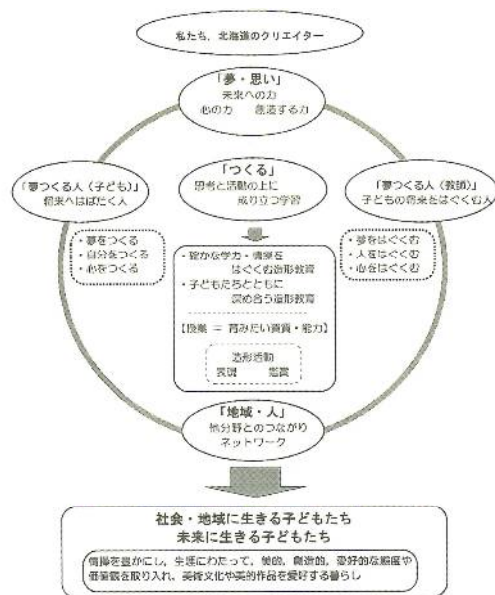 私たち、北海道のクリエイター
「夢・思い」
未来への力
心の力　創造する力
「夢つくる人（子ども）」
将来へはばたく人
「つくる」
思考と活動の上に
成り立つ学習
「夢つくる人（教師）」
子どもの将来をはぐくむ人
・夢をつくる
・自分をつくる
・心をつくる
・確かな学力・情操を
はぐくむ造形教育
・子どもたちとともに
深め合う造形教育
・夢をはぐくむ
・人をはぐくむ
・心をはぐくむ
【授業 ＝ 育みたい資質・能力】
造形活動
表現　鑑賞
「地域・人」
他分野とのつながり
ネットワーク
社会・地域に生きる子どもたち
未来に生きる子どもたち
情操を豊かにし、生涯にわたって、美的、創造的、愛好的な態度や
価値観を取り入れ、美術文化や美的作品を愛好する暮らし